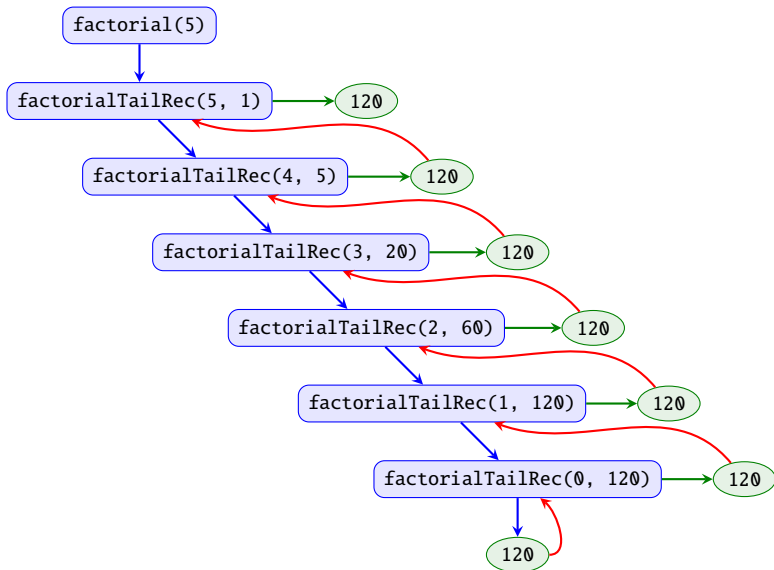 factorial(5)
factorialTailRec(5, 1) 120
factorialTailRec(4, 5) 120
factorialTailRec(3, 20) 120
factorialTailRec(2, 60) 120
factorialTailRec(1, 120) 120
factorialTailRec(0, 120) 120
120